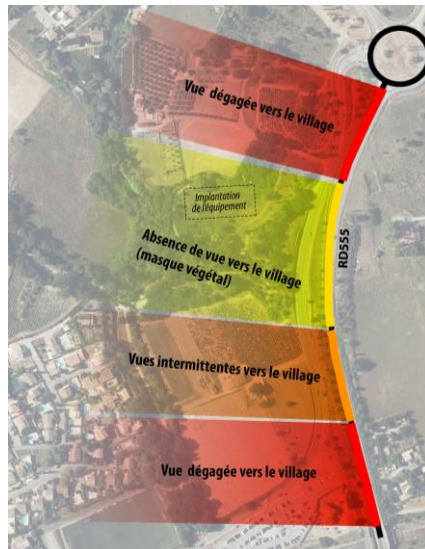 Vue dégagée vers le village
Implantation
de l'équipement
Absence de vue vers le village
(masque végétal)
RD555
Vues intermittentes vers le village
Vue dégagée vers le village